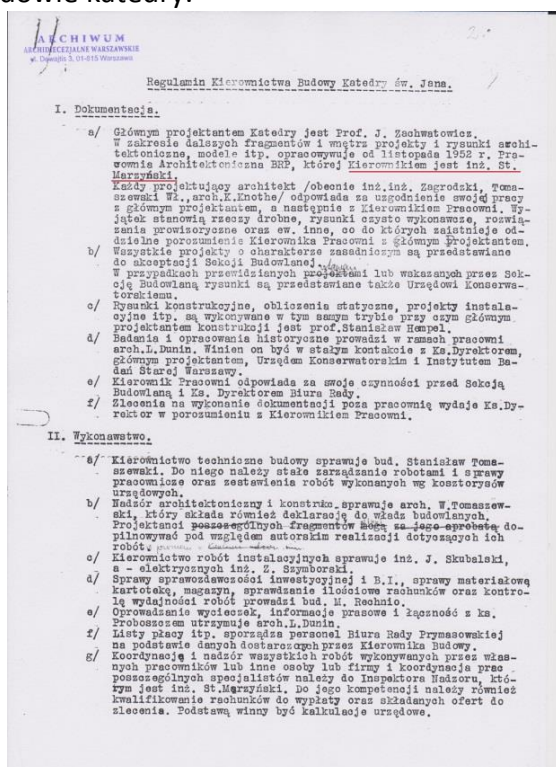 dowie katedry.
ARCHIWUM
ARCHIDIECEZJALNE WARSZAWSKIE
ul. Dewajtis 3, 01-815 Warszawa
Regulamin Kierownictwa Budowy Katedry św. Jana.
I. Dokumentacja.
a/ Głównym projektantem Katedry jest Prof. J. Zachwatowicz.
W zakresie dalszych fragmentów i wnętrz projekty i rysunki archi-
tektoniczne, modele itp. opracowywuje od listopada 1952 r. Pra-
cownia Architektoniczna BRP, której Kierownikiem jest inż. St.
Marzyński.
Każdy projektujący architekt /obecnie inż.inż. Zagrodzki, Toma-
szewski Wł.,arch.K.Knothe/ odpowiada za uzgodnienie swojej pracy
z głównym projektantem, a następnie z Kierownikiem Pracowni. Wy-
jątek stanowią rzeczy drobne, rysunki czysto wykonawcze, rozwią-
zania prowizoryczne oraz ew. inne, co do których zaistnieje od-
dzielne porozumienie Kierownika Pracowni z głównym Projektantem.
b/ Wszystkie projekty o charakterze zasadniczym są przedstawiane
do akceptacji Sekcji Budowlanej.
W przypadkach przewidzianych projektami lub wskazanych przez Sek-
cję Budowlaną rysunki są przedstawiane także Urzędowi Konserwa-
torskiemu.
c/ Rysunki konstrukcyjne, obliczenia statyczne, projekty instala-
cyjne itp. są wykonywane w tym samym trybie przy czym głównym
projektantem konstrukcji jest prof.Stanisław Hempel.
d/ Badania i opracowania historyczne prowadzi w ramach pracowni
arch.L.Dunin. Winien on być w stałym kontakcie z Ks.Dyrektorem,
głównym projektantem, Urzędem Konserwatorskim i Instytutem Ba-
dań Starej Warszawy.
e/ Kierownik Pracowni odpowiada za swoje czynności przed Sekcją
Budowlaną i Ks. Dyrektorem Biura Rady.
f/ Zlecenia na wykonanie dokumentacji poza pracownię wydaje Ks.Dy-
rektor w porozumieniu z Kierownikiem Pracowni.
II. Wykonawstwo.
a/ Kierownictwo techniczne budowy sprawuje bud. Stanisław Toma-
szewski. Do niego należy stałe zarządzanie robotami i sprawy
pracownicze oraz zestawienia robót wykonanych wg kosztorysów
urzędowych.
b/ Nadzór architektoniczny i konstrukc.sprawuje arch. W.Tomaszew-
ski, który składa również deklarację do władz budowlanych.
Projektanci poszczególnych fragmentów mogą za jego aprobatą do-
pilnowywać pod względem autorskim realizacji dotyczących ich
robót
c/ Kierownictwo robót instalacyjnych sprawuje inż. J. Skubalski,
a - elektrycznych inż. Z. Szymborski.
d/ Sprawy sprawozdawczości inwestycyjnej i B.I., sprawy materiałową
kartotekę, magazyn, sprawdzanie ilościowe rachunków oraz kontro-
lę wydajności robót prowadzi bud. M. Rechnio.
e/ Oprowadzanie wycieczek, informacje prasowe i łączność z ks.
Proboszczem utrzymuje arch.L.Dunin.
f/ Listy płacy itp. sporządza personel Biura Rady Prymasowskiej
na podstawie danych dostarczonych przez Kierownika Budowy.
g/ Koordynację i nadzór wszystkich robót wykonywanych przez włas-
nych pracowników lub inne osoby lub firmy i koordynacja prac
poszczególnych specjalistów należy do Inspektora Nadzoru, któ-
rym jest inż. St.Marzyński. Do jego kompetencji należy również
kwalifikowanie rachunków do wypłaty oraz składanych ofert do
zlecenia. Podstawą winny być kalkulacje urzędowe.